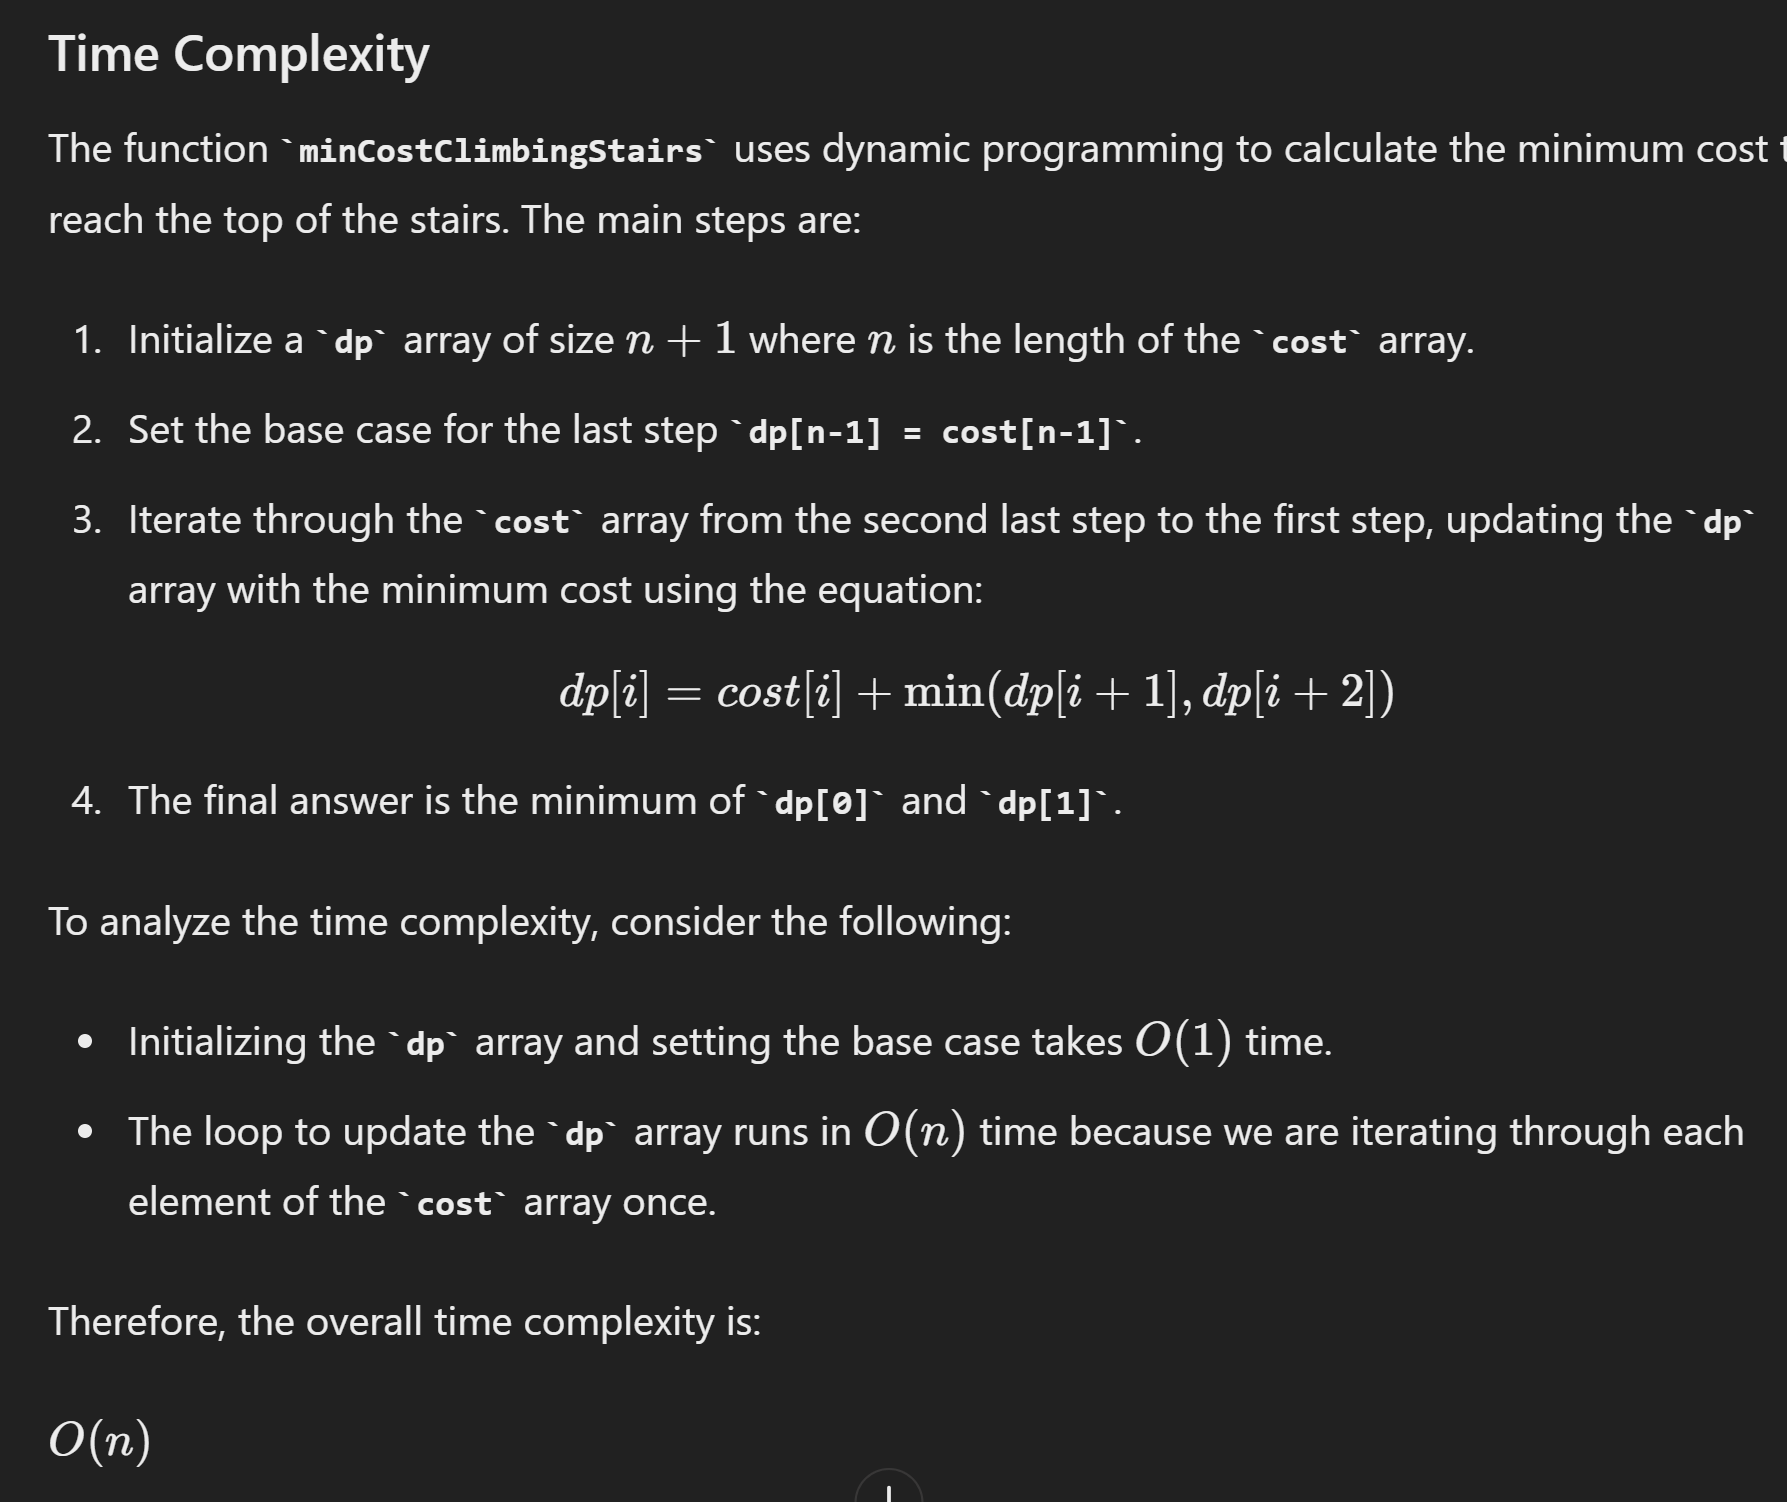 Time Complexity
The function `minCostClimbingStairs` uses dynamic programming to calculate the minimum cost
reach the top of the stairs. The main steps are:
1. Initialize a `dp` array of size n + 1 where n is the length of the `cost` array.
2. Set the base case for the last step `dp[n-1] = cost[n-1]`.
3. Iterate through the `cost` array from the second last step to the first step, updating the `dp`
array with the minimum cost using the equation:
dp[i] = cost[i] + min(dp[i + 1], dp[i + 2])
4. The final answer is the minimum of `dp[0]` and `dp[1]`.
To analyze the time complexity, consider the following:
• Initializing the `dp` array and setting the base case takes O(1) time.
• The loop to update the `dp` array runs in O(n) time because we are iterating through each
element of the `cost` array once.
Therefore, the overall time complexity is:
O(n)